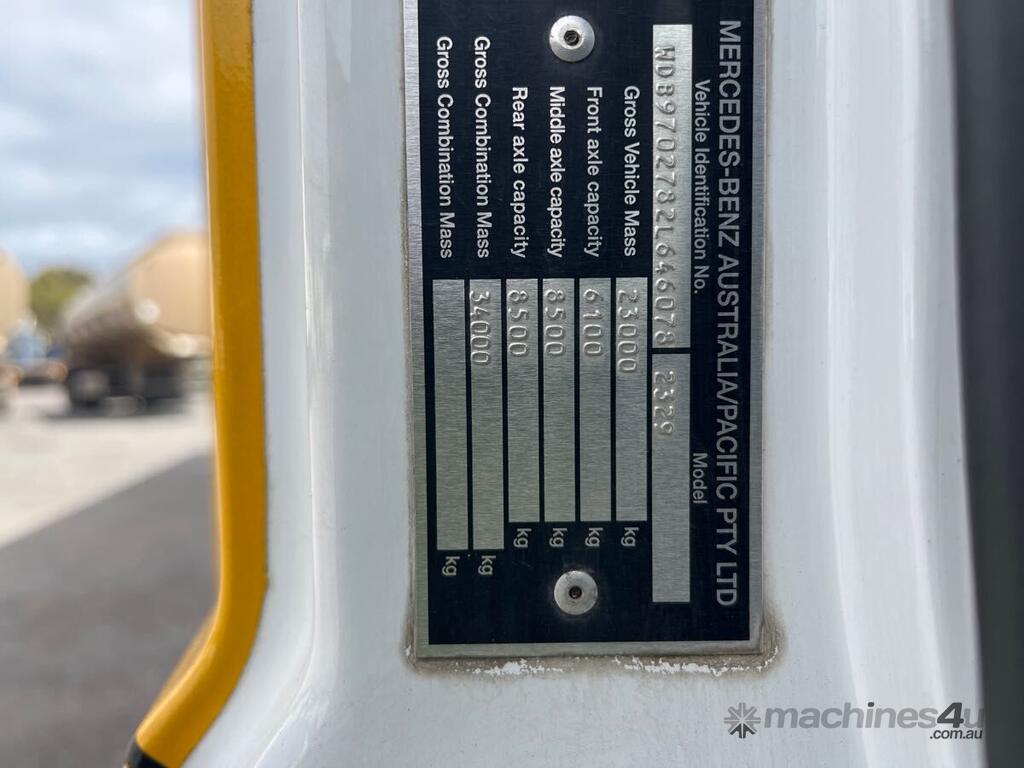 MERCEDES-BENZ AUSTRALIA/PACIFIC PTY LTD
Vehicle Identification No. Model
WDB9702782L646078 2329
Gross Vehicle Mass 23000 kg
Front axle capacity 6100 kg
Middle axle capacity 8500 kg
Rear axle capacity 8500 kg
Gross Combination Mass 34000 kg
Gross Combination Mass kg
machines4u
.com.au